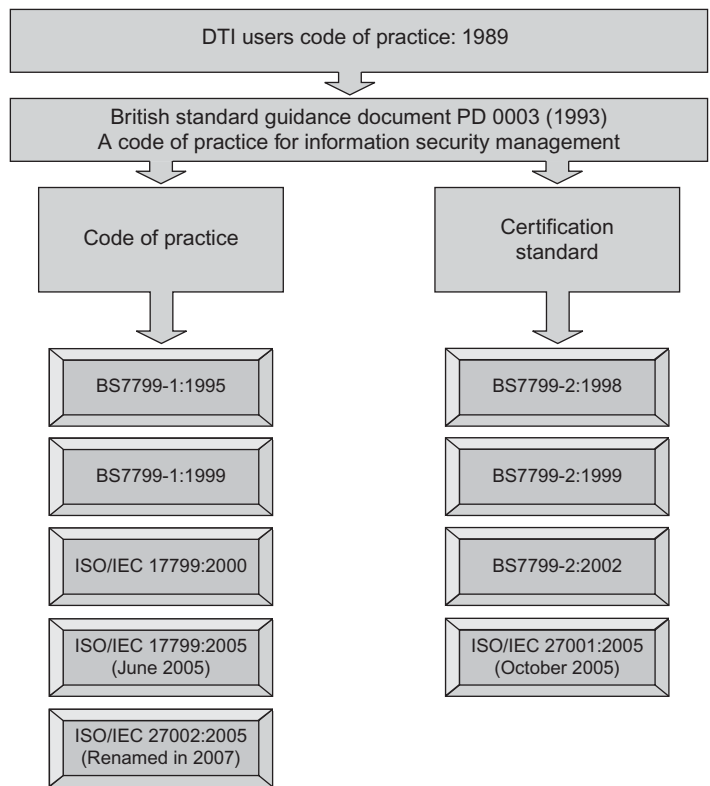 DTI users code of practice: 1989
British standard guidance document PD 0003 (1993)
A code of practice for information security management
Code of practice
Certification
standard
BS7799-1:1995
BS7799-2:1998
BS7799-1:1999
BS7799-2:1999
ISO/IEC 17799:2000
BS7799-2:2002
ISO/IEC 17799:2005
(June 2005)
ISO/IEC 27001:2005
(October 2005)
ISO/IEC 27002:2005
(Renamed in 2007)